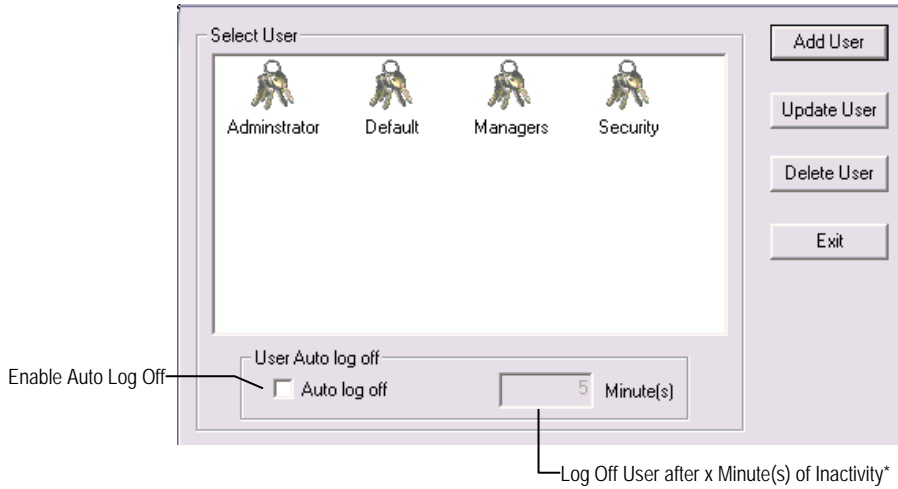 Select User
Add User
Adminstrator
Default
Managers
Security
Update User
Delete User
Exit
User Auto log off
Enable Auto Log Off
Auto log off
5
Minute(s)
Log Off User after x Minute(s) of Inactivity*